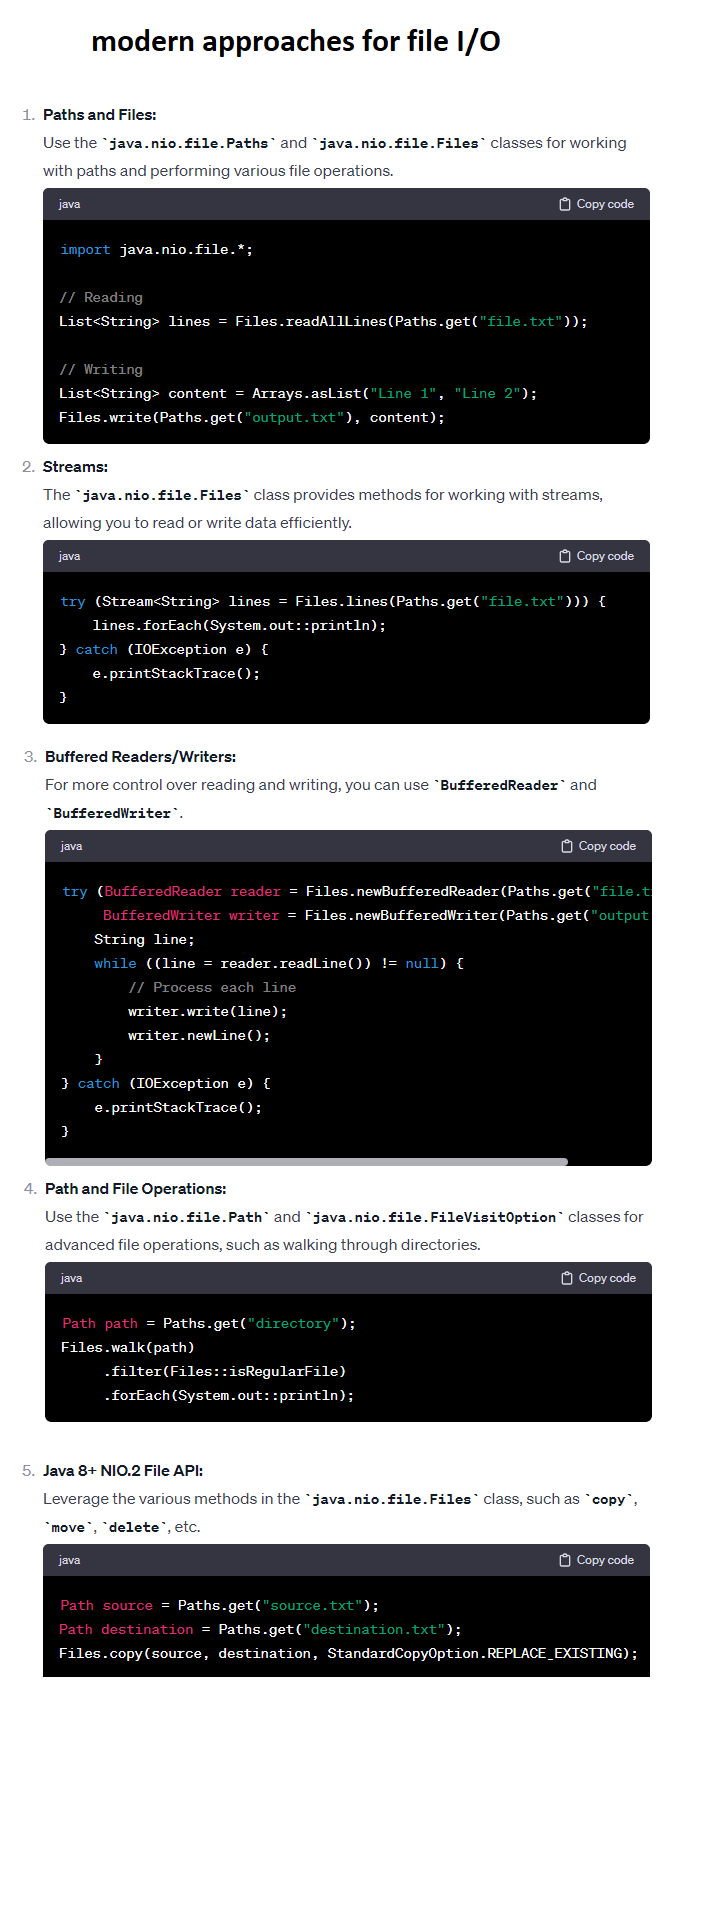 modern approaches for file I/O
1. Paths and Files:
Use the `java.nio.file.Paths` and `java.nio.file.Files` classes for working
with paths and performing various file operations.
java Copy code
import java.nio.file.*;
// Reading
List<String> lines = Files.readAllLines(Paths.get("file.txt"));
// Writing
List<String> content = Arrays.asList("Line 1", "Line 2");
Files.write(Paths.get("output.txt"), content);
2. Streams:
The `java.nio.file.Files` class provides methods for working with streams,
allowing you to read or write data efficiently.
java Copy code
try (Stream<String> lines = Files.lines(Paths.get("file.txt"))) {
    lines.forEach(System.out::println);
} catch (IOException e) {
    e.printStackTrace();
}
3. Buffered Readers/Writers:
For more control over reading and writing, you can use `BufferedReader` and
`BufferedWriter`.
java Copy code
try (BufferedReader reader = Files.newBufferedReader(Paths.get("file.t
     BufferedWriter writer = Files.newBufferedWriter(Paths.get("output
    String line;
    while ((line = reader.readLine()) != null) {
        // Process each line
        writer.write(line);
        writer.newLine();
    }
} catch (IOException e) {
    e.printStackTrace();
}
4. Path and File Operations:
Use the `java.nio.file.Path` and `java.nio.file.FileVisitOption` classes for
advanced file operations, such as walking through directories.
java Copy code
Path path = Paths.get("directory");
Files.walk(path)
     .filter(Files::isRegularFile)
     .forEach(System.out::println);
5. Java 8+ NIO.2 File API:
Leverage the various methods in the `java.nio.file.Files` class, such as `copy`,
`move`, `delete`, etc.
java Copy code
Path source = Paths.get("source.txt");
Path destination = Paths.get("destination.txt");
Files.copy(source, destination, StandardCopyOption.REPLACE_EXISTING);